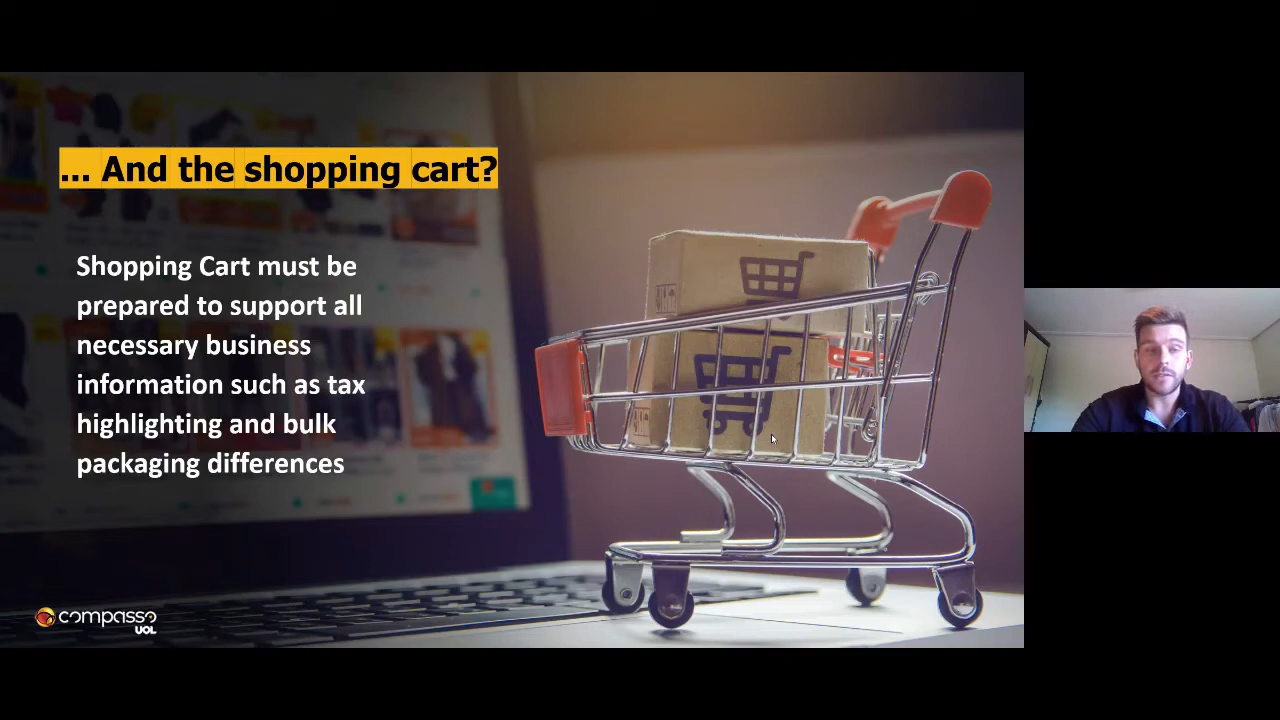 ... And the shopping cart?
Shopping Cart must be
prepared to support all
necessary business
information such as tax
highlighting and bulk
packaging differences
compasso
UOL